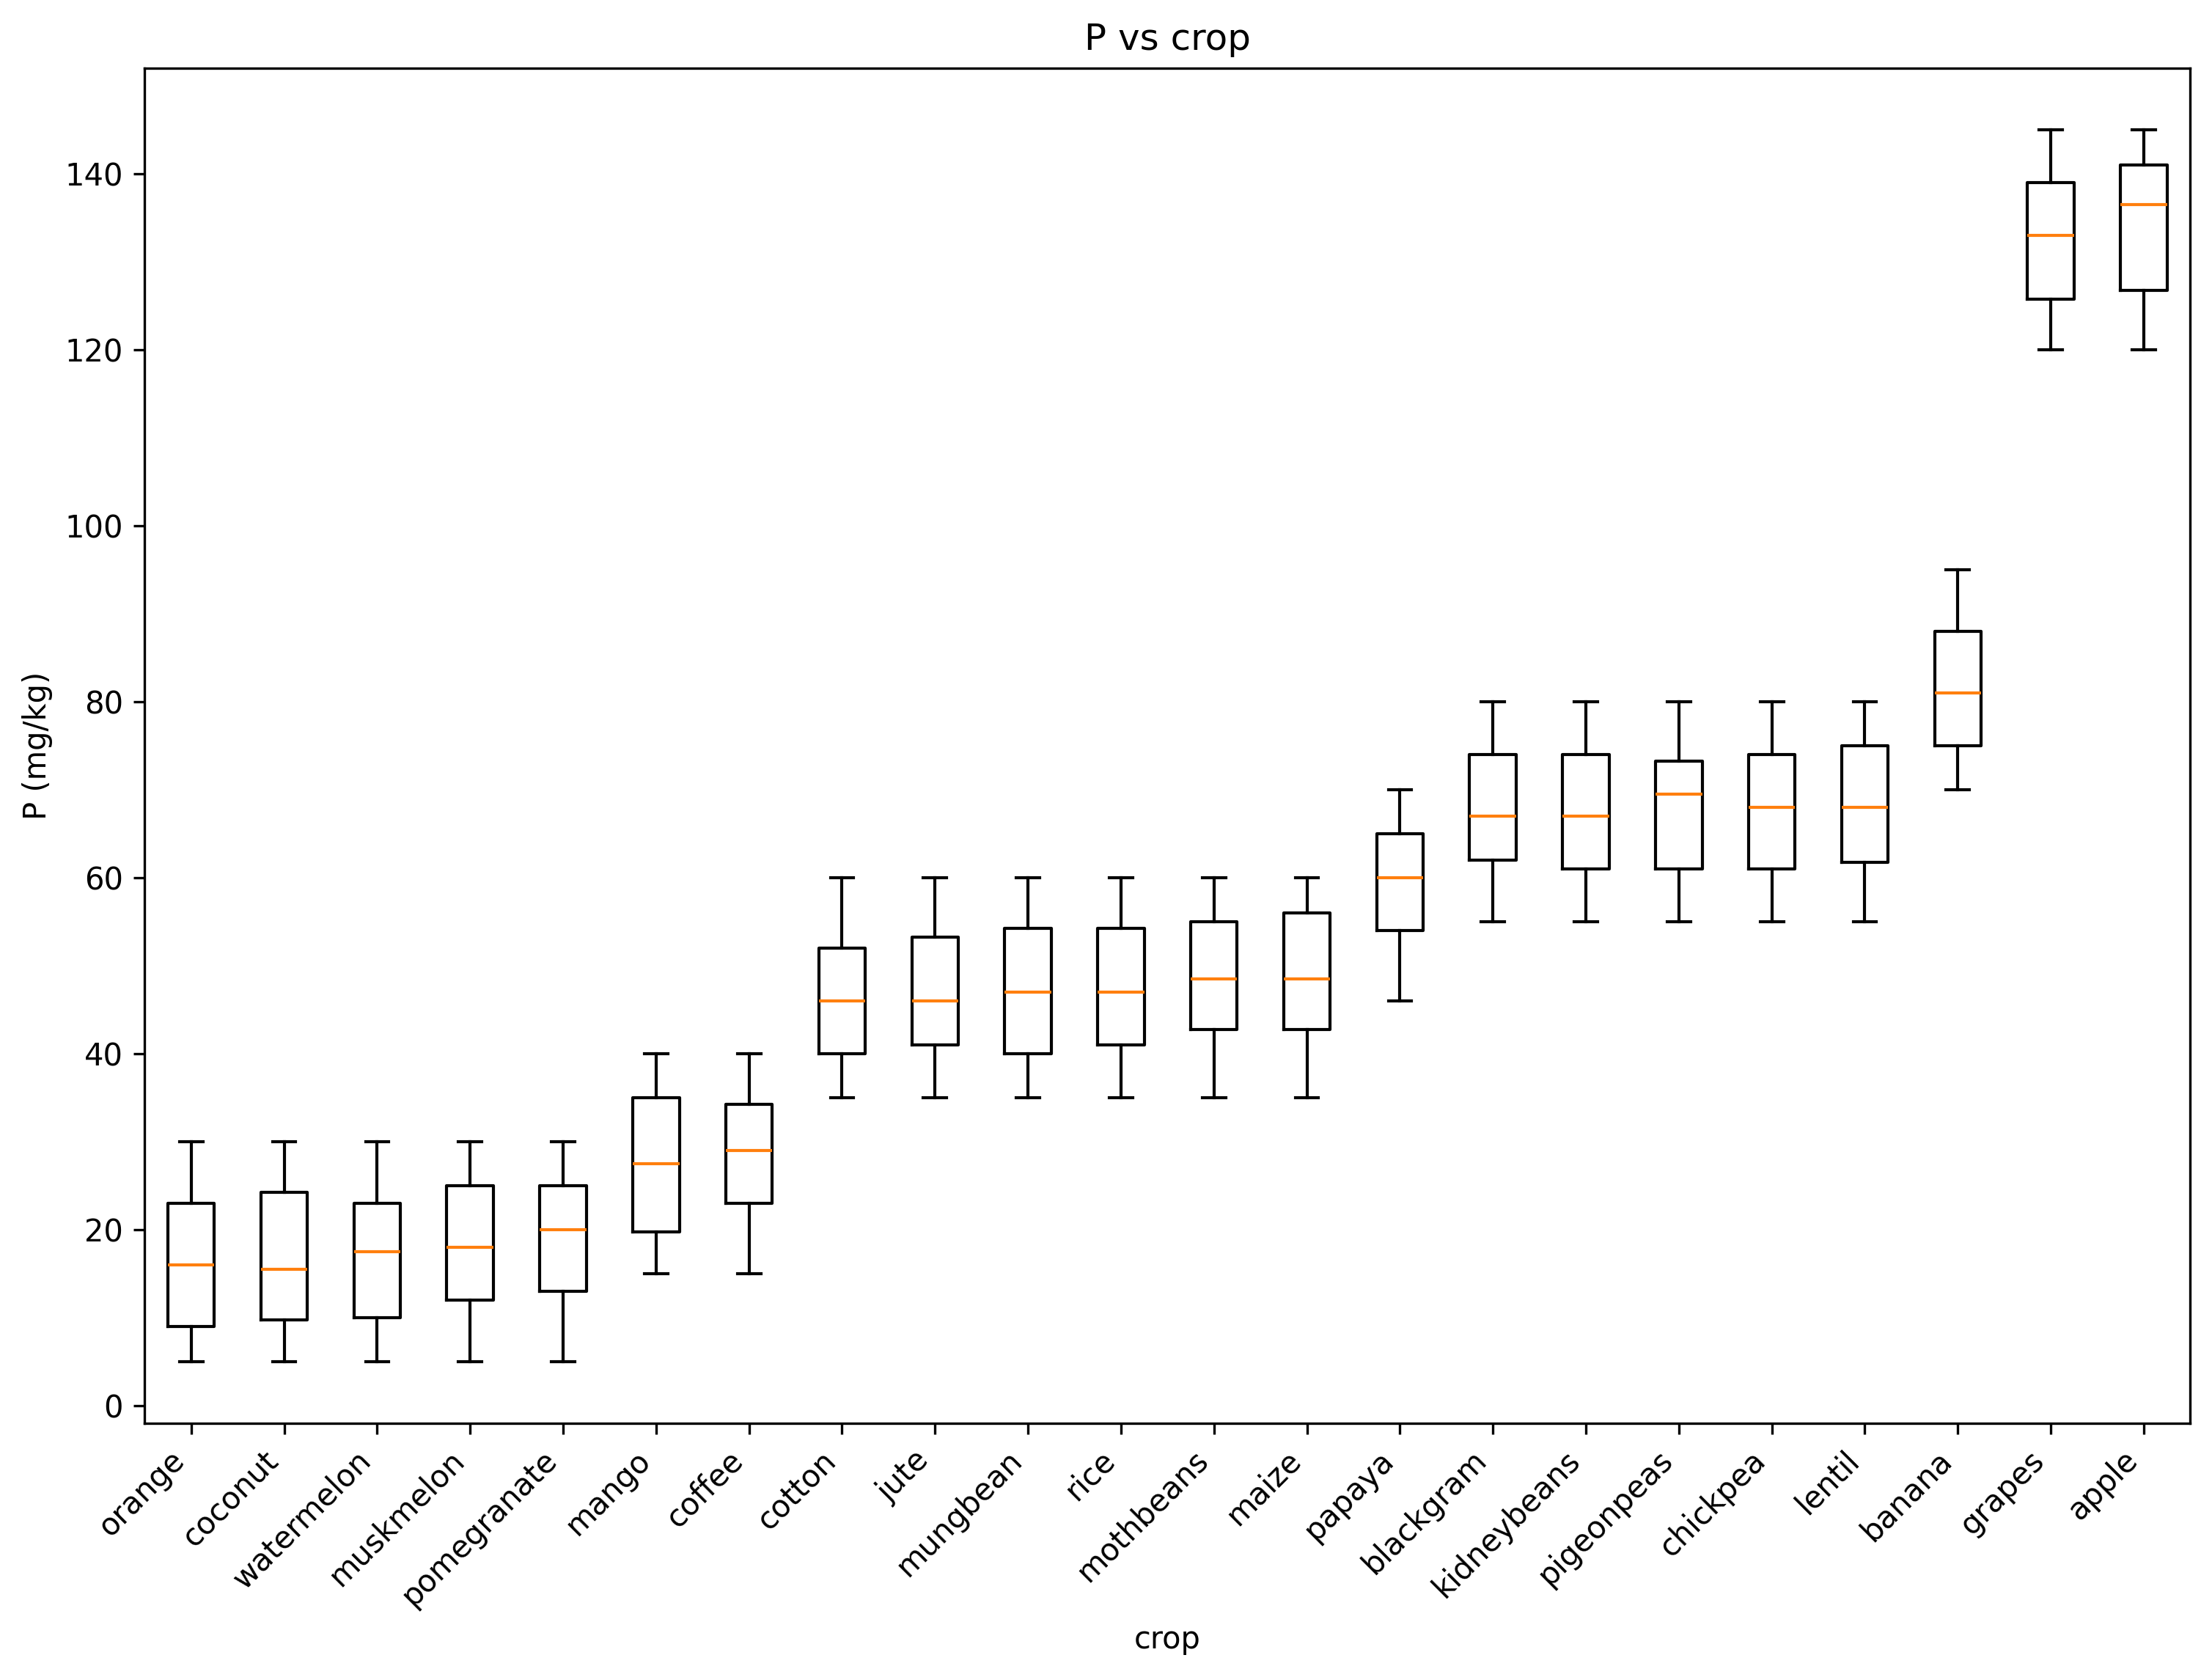 P vs crop
P (mg/kg)
140
120
100
80
60
40
20
0
orange
coconut
watermelon
muskmelon
pomegranate
mango
coffee
cotton
jute
mungbean
rice
mothbeans
maize
papaya
blackgram
kidneybeans
pigeonpeas
chickpea
lentil
banana
grapes
apple
crop